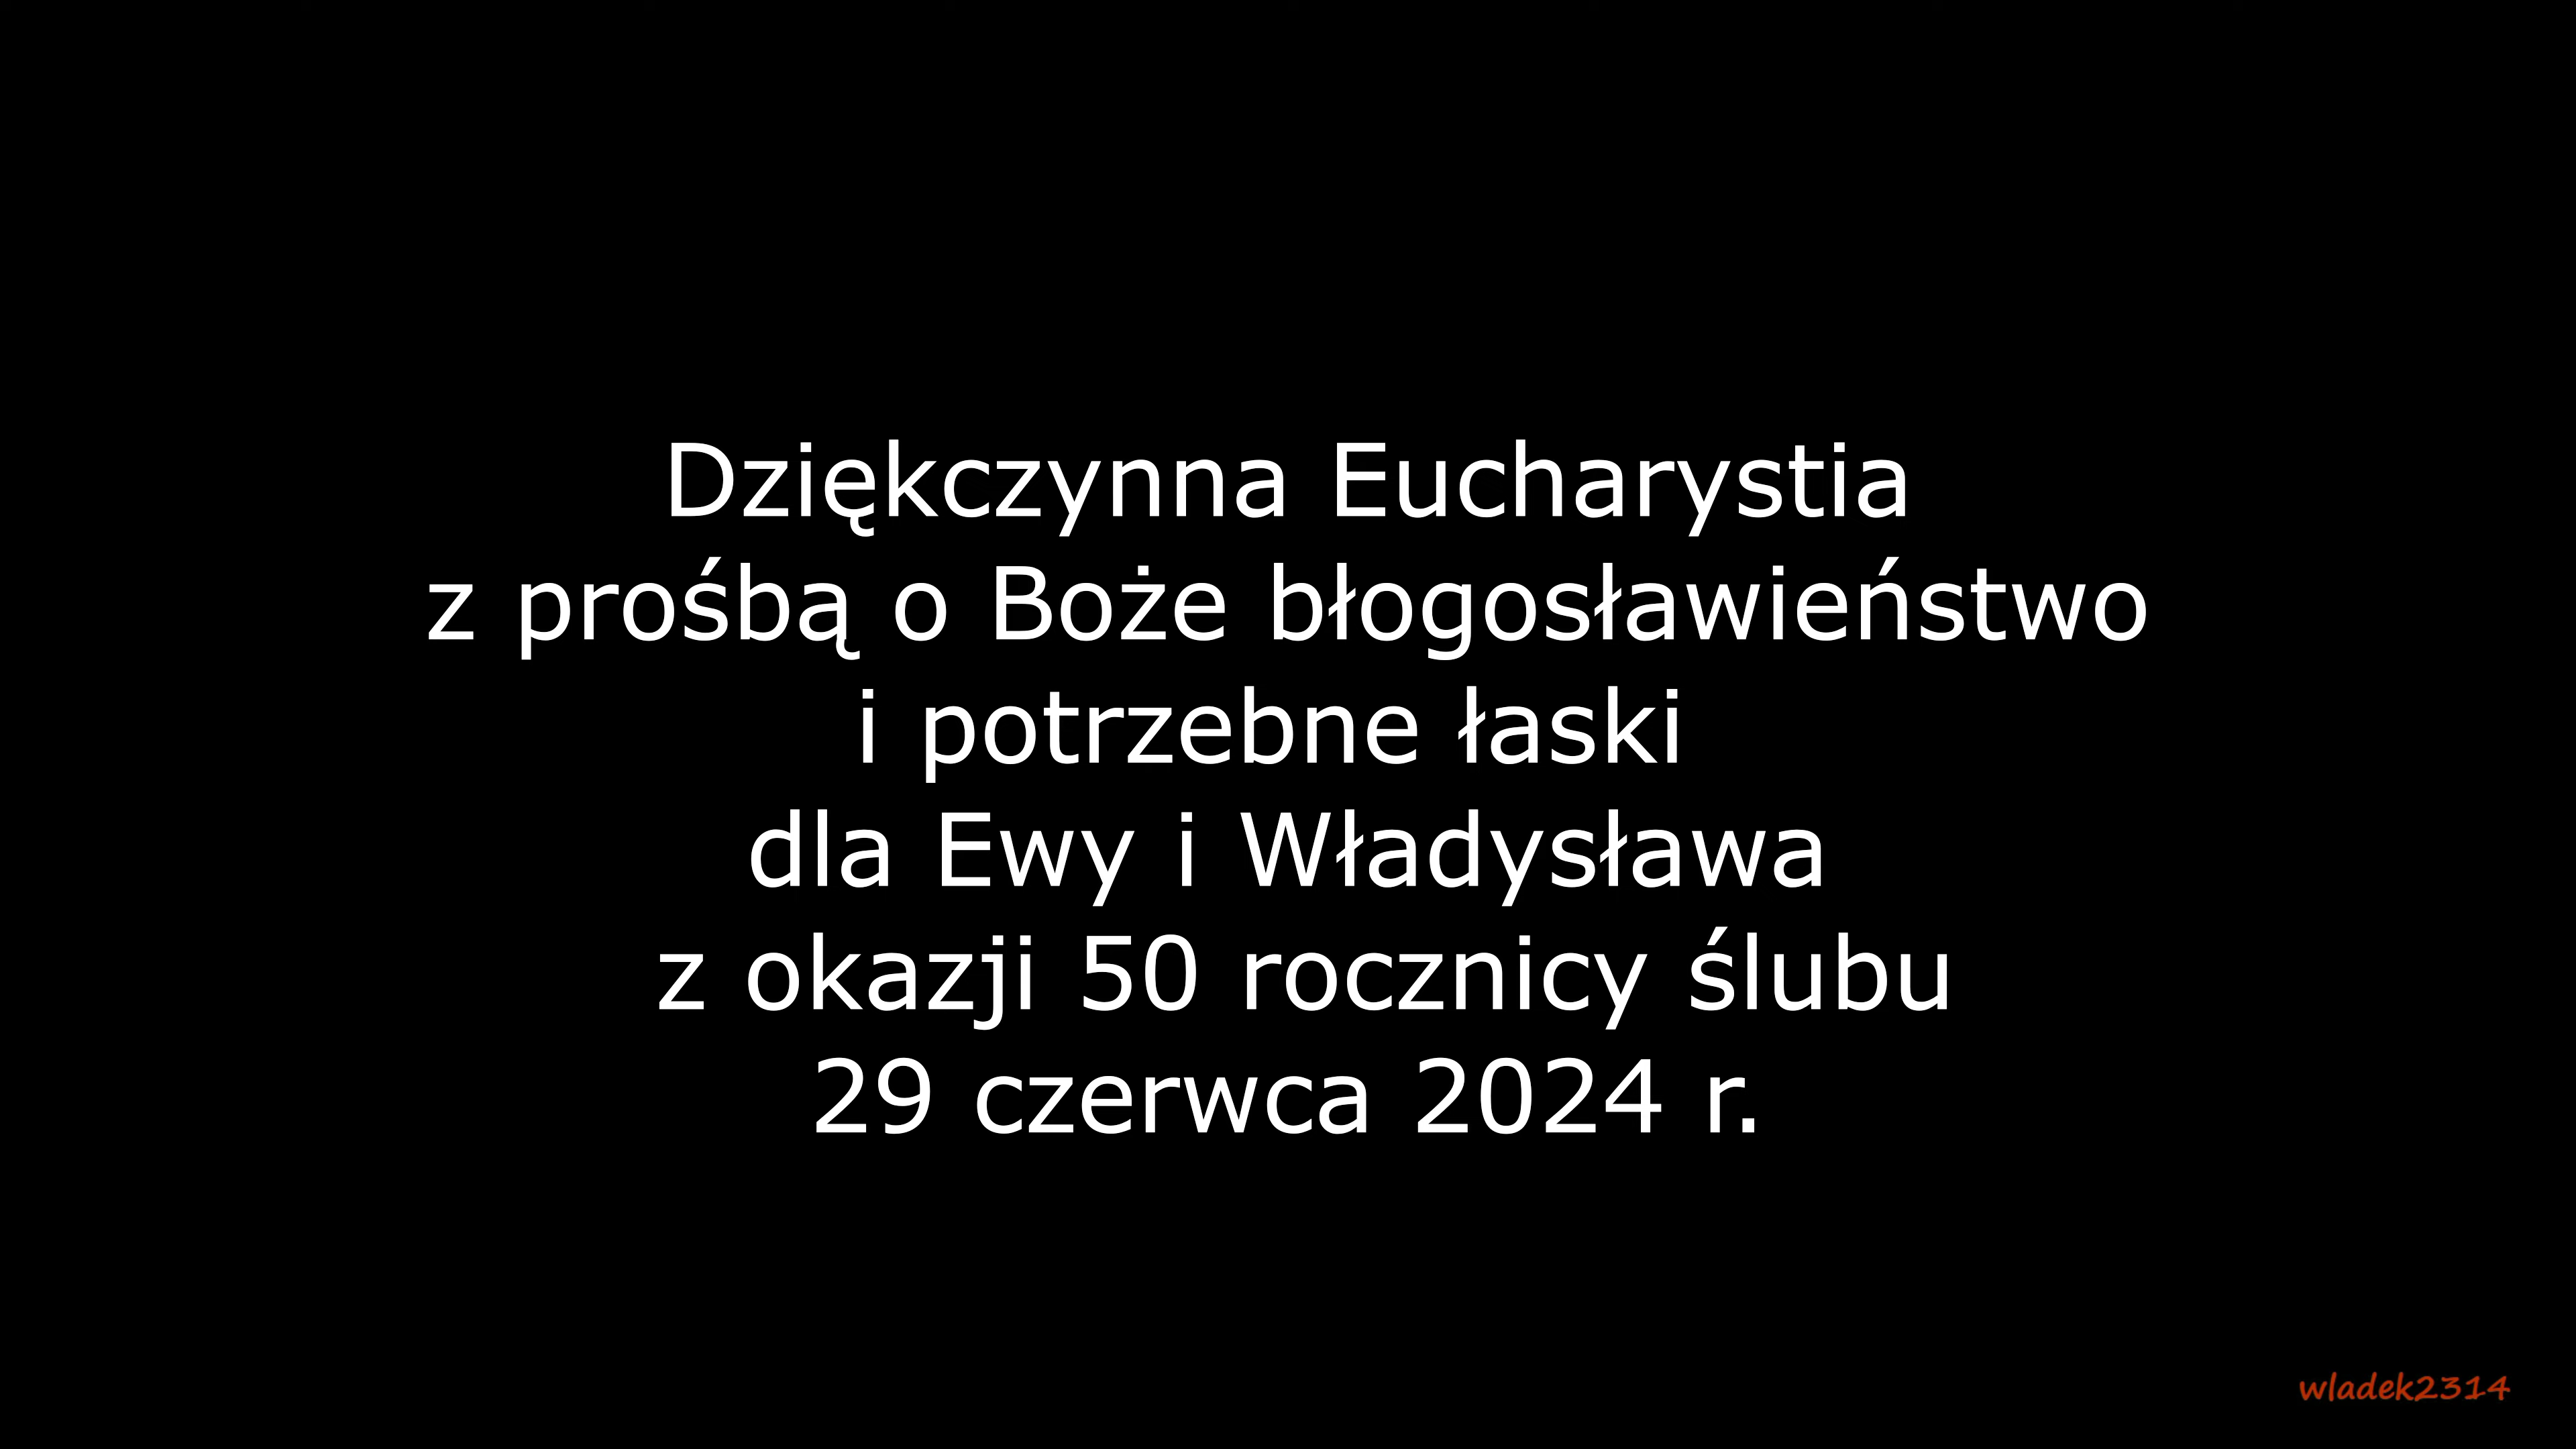 Dziękczynna Eucharystia
z prośbą o Boże błogosławieństwo
i potrzebne łaski
dla Ewy i Władysława
z okazji 50 rocznicy ślubu
29 czerwca 2024 r.
wladek2314